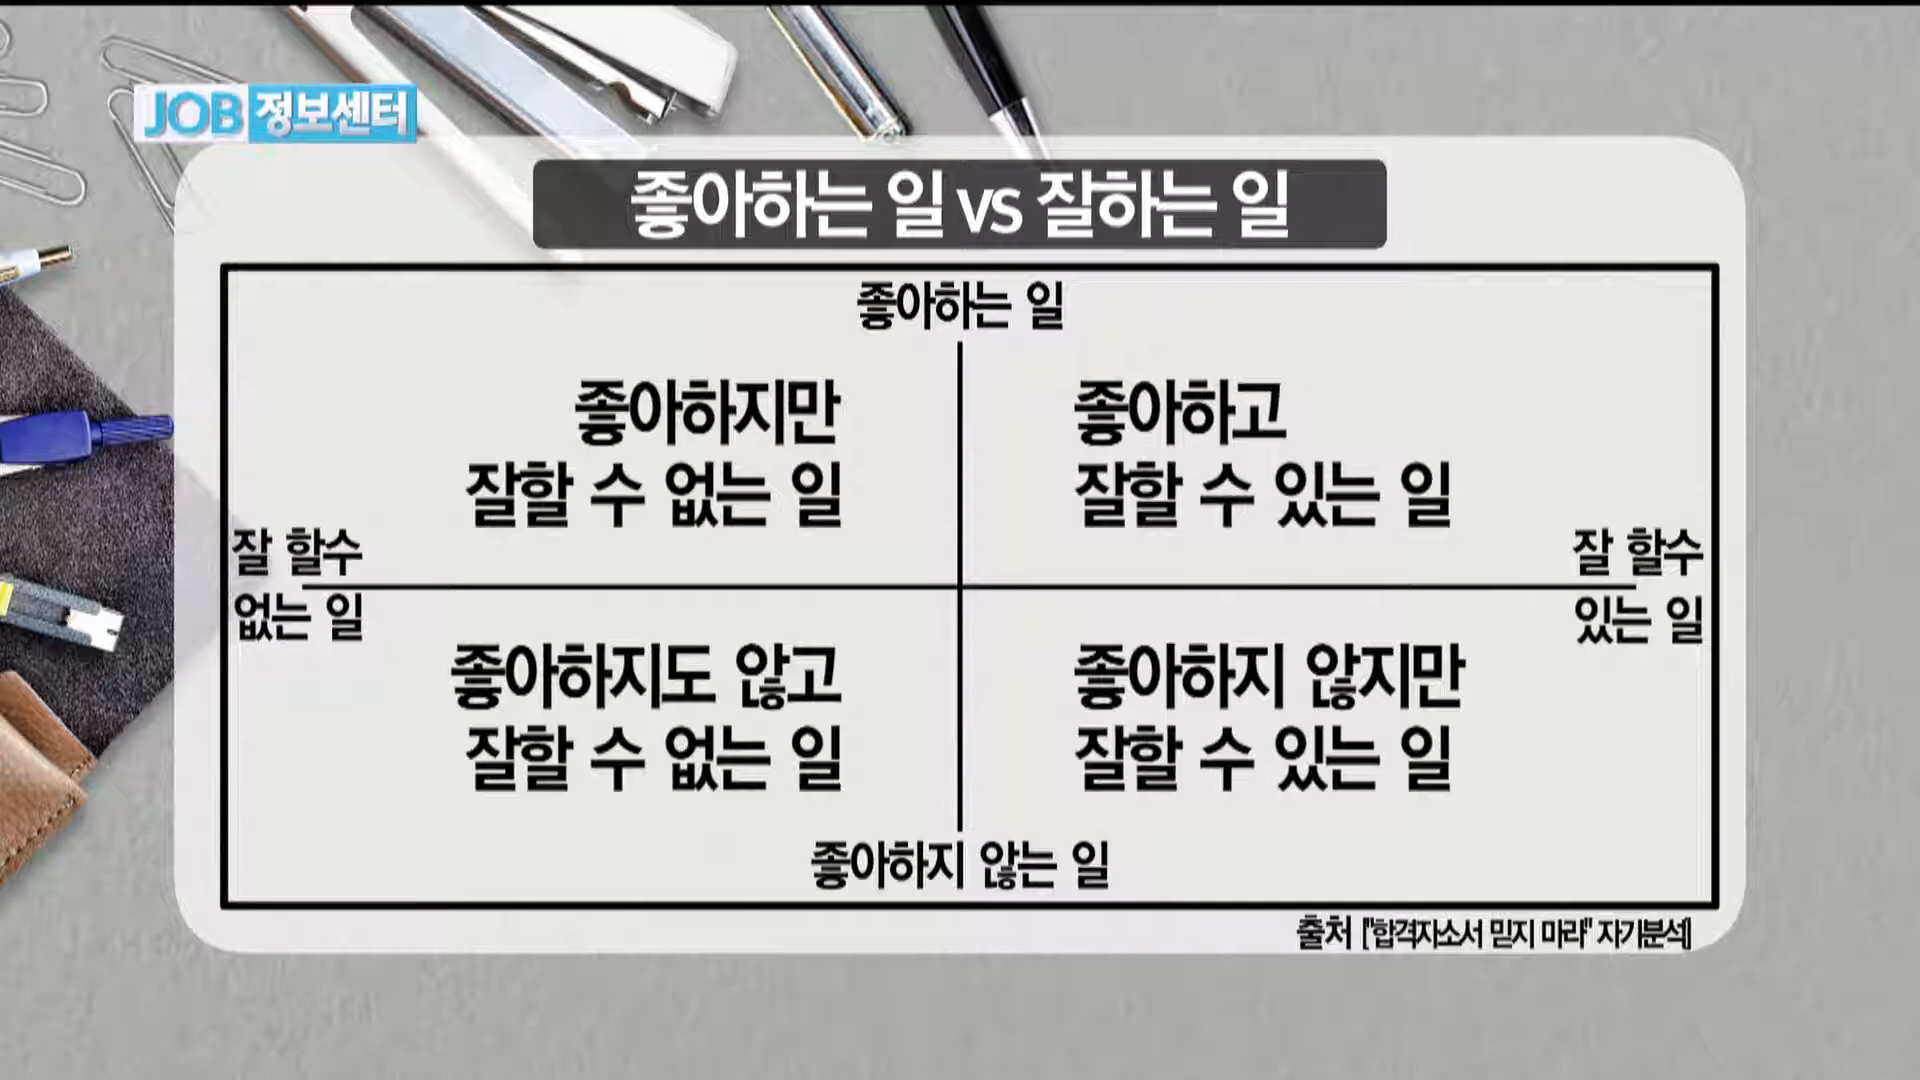 JOB 정보센터
좋아하는 일 vs 잘하는 일
좋아하는 일
좋아하지만
잘할 수 없는 일
좋아하고
잘할 수 있는 일
잘 할수
없는 일
잘 할수
있는 일
좋아하지도 않고
잘할 수 없는 일
좋아하지 않지만
잘할 수 있는 일
좋아하지 않는 일
출처 ["합격자소서 믿지 마라" 자기분석]